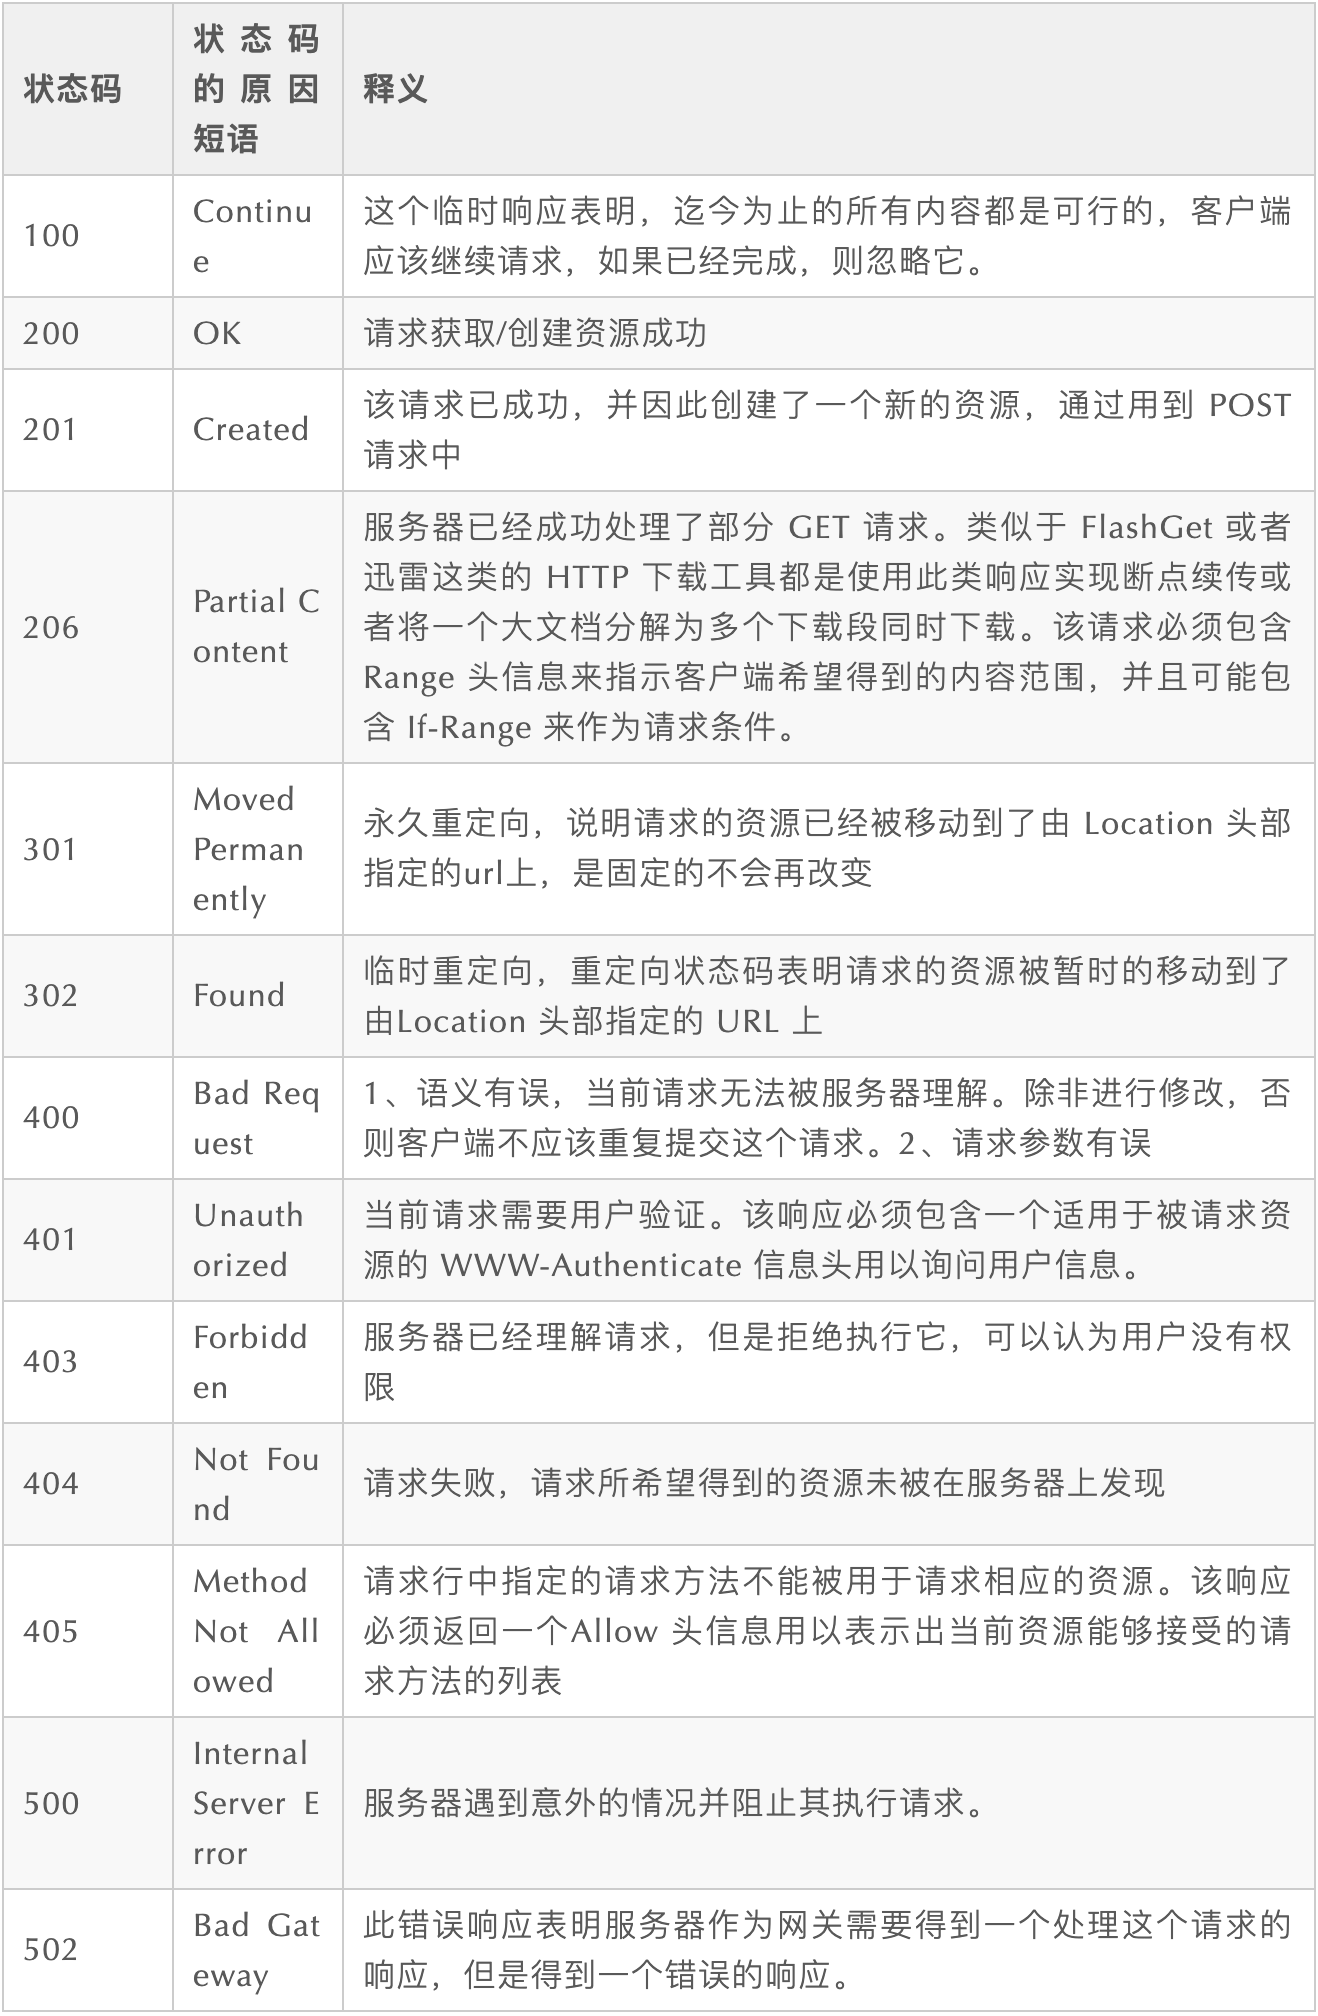 状态码
状态码
的原因
短语
释义
100
Continu
e
这个临时响应表明，迄今为止的所有内容都是可行的，客户端
应该继续请求，如果已经完成，则忽略它。
200
OK
请求获取/创建资源成功
201
Created
该请求已成功，并因此创建了一个新的资源，通过用到 POST
请求中
206
Partial C
ontent
服务器已经成功处理了部分 GET 请求。类似于 FlashGet 或者
迅雷这类的 HTTP 下载工具都是使用此类响应实现断点续传或
者将一个大文档分解为多个下载段同时下载。该请求必须包含
Range 头信息来指示客户端希望得到的内容范围，并且可能包
含 If-Range 来作为请求条件。
301
Moved
Perman
ently
永久重定向，说明请求的资源已经被移动到了由 Location 头部
指定的url上，是固定的不会再改变
302
Found
临时重定向，重定向状态码表明请求的资源被暂时的移动到了
由Location 头部指定的 URL 上
400
Bad Req
uest
1、语义有误，当前请求无法被服务器理解。除非进行修改，否
则客户端不应该重复提交这个请求。2、请求参数有误
401
Unauth
orized
当前请求需要用户验证。该响应必须包含一个适用于被请求资
源的 WWW-Authenticate 信息头用以询问用户信息。
403
Forbidd
en
服务器已经理解请求，但是拒绝执行它，可以认为用户没有权
限
404
Not Fou
nd
请求失败，请求所希望得到的资源未被在服务器上发现
405
Method
Not All
owed
请求行中指定的请求方法不能被用于请求相应的资源。该响应
必须返回一个Allow 头信息用以表示出当前资源能够接受的请
求方法的列表
500
Internal
Server E
rror
服务器遇到意外的情况并阻止其执行请求。
502
Bad Gat
eway
此错误响应表明服务器作为网关需要得到一个处理这个请求的
响应，但是得到一个错误的响应。